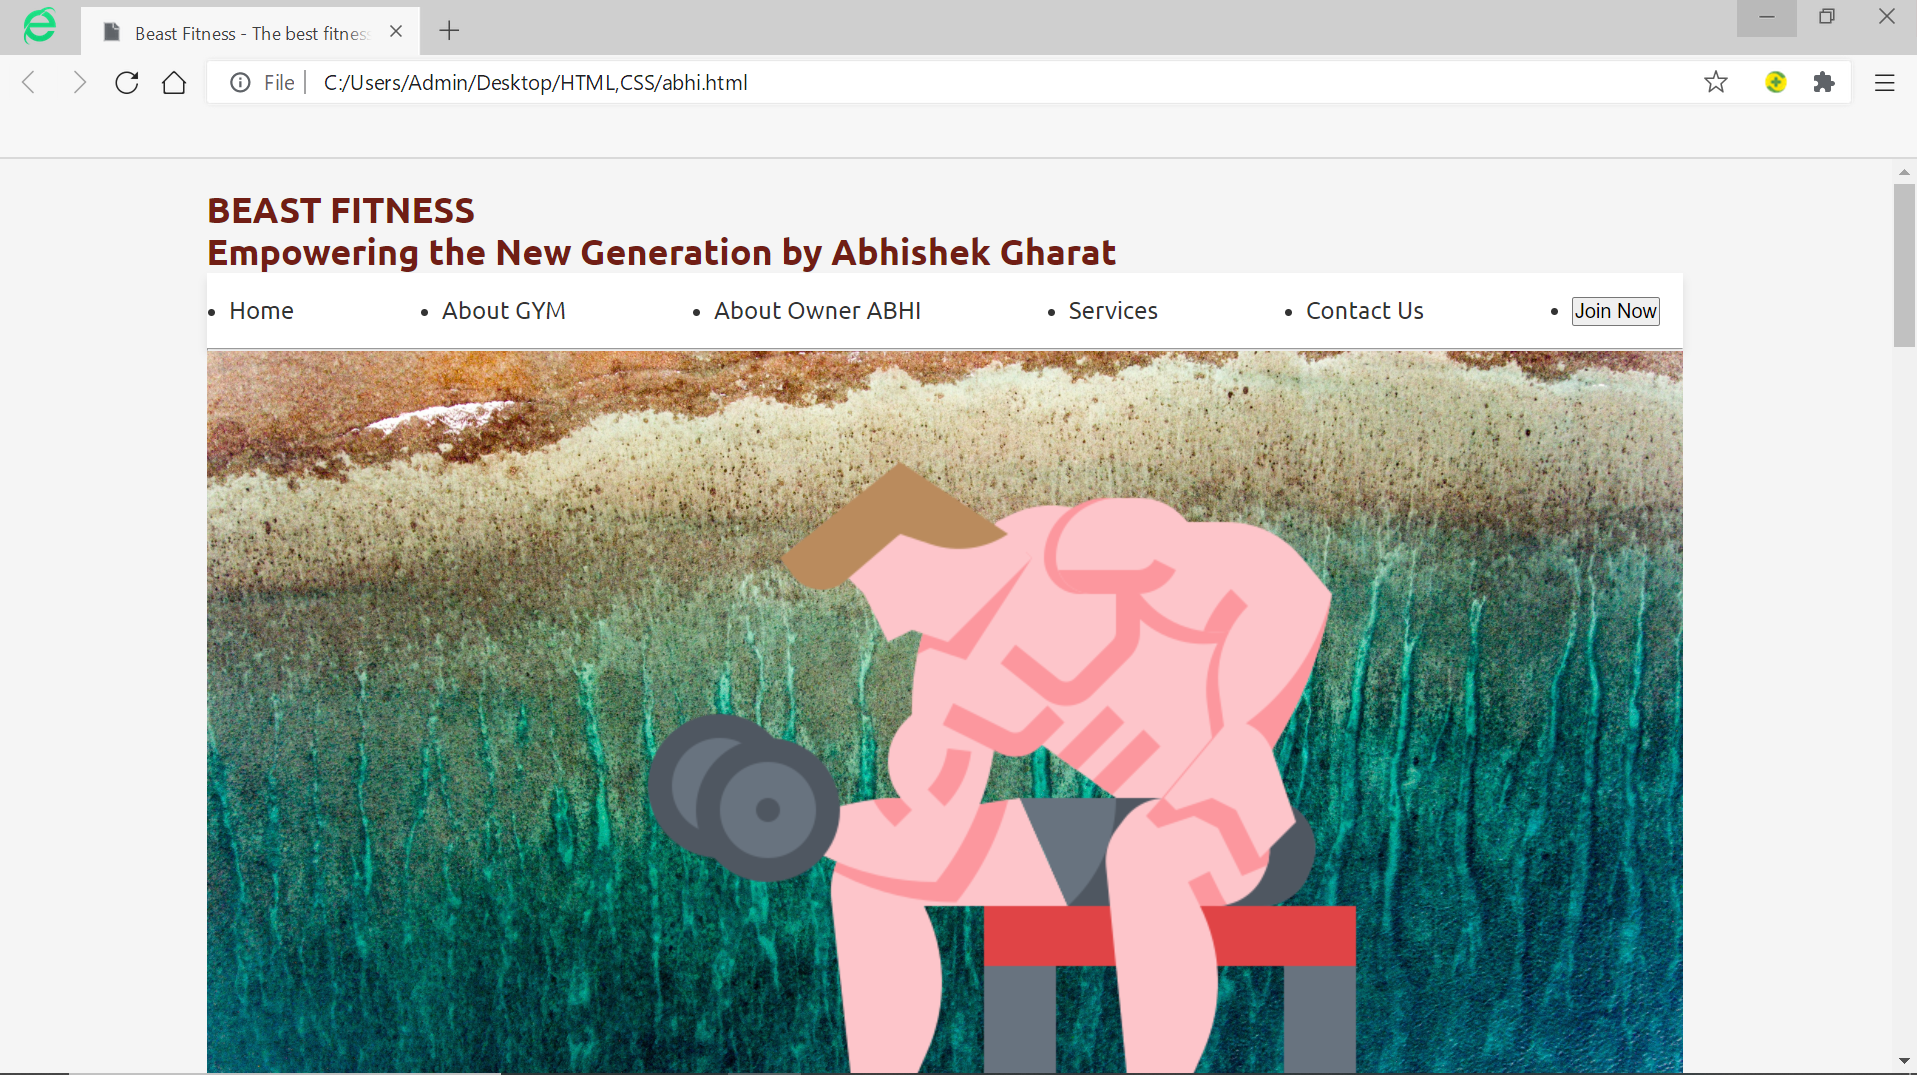 Beast Fitness - The best fitness
File
C:/Users/Admin/Desktop/HTML,CSS/abhi.html
BEAST FITNESS
Empowering the New Generation by Abhishek Gharat
Home About GYM About Owner ABHI Services Contact Us Join Now